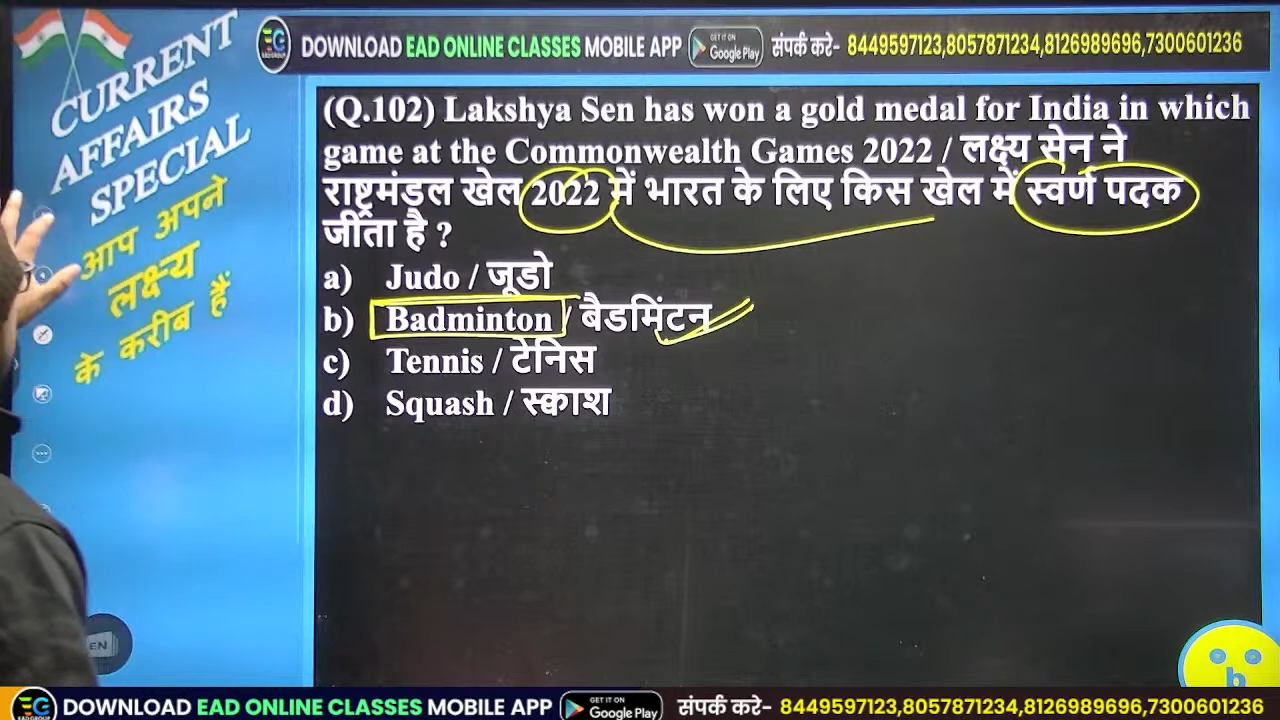 CURRENT
AFFAIRS
SPECIAL
आप अपने
लक्ष्य
के करीब हैं
DOWNLOAD EAD ONLINE CLASSES MOBILE APP GET IT ON Google Play संपर्क करे- 8449597123,8057871234,8126989696,7300601236
(Q.102) Lakshya Sen has won a gold medal for India in which
game at the Commonwealth Games 2022 / लक्ष्य सेन ने
राष्ट्रमंडल खेल 2022 में भारत के लिए किस खेल में स्वर्ण पदक
जीता है ?
a) Judo / जूडो
b) Badminton / बैडमिंटन
c) Tennis / टेनिस
d) Squash / स्क्वाश
EN
b
DOWNLOAD EAD ONLINE CLASSES MOBILE APP GET IT ON Google Play संपर्क करे- 8449597123,8057871234,8126989696,7300601236